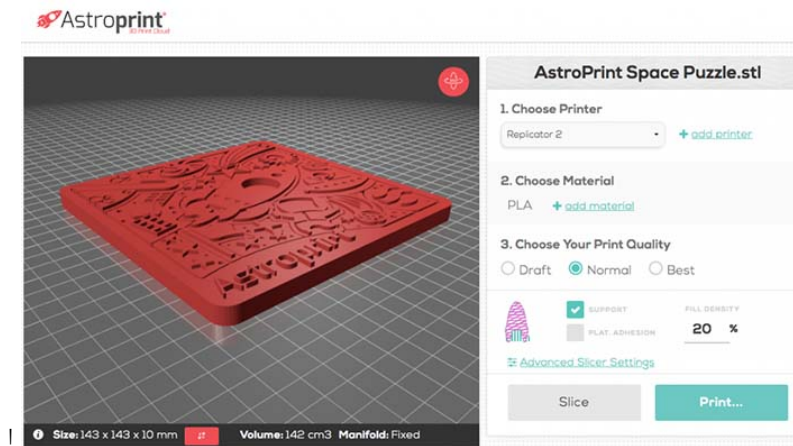 Astroprint
3D Print Cloud
AstroPrint Space Puzzle.stl
1. Choose Printer
Replicator 2
+ add printer
2. Choose Material
PLA + add material
3. Choose Your Print Quality
Draft Normal Best
SUPPORT
PLAT. ADHESION
FILL DENSITY
20 %
Advanced Slicer Settings
Slice Print...
Astroprint
Size: 143 x 143 x 10 mm Volume: 142 cm3 Manifold: Fixed